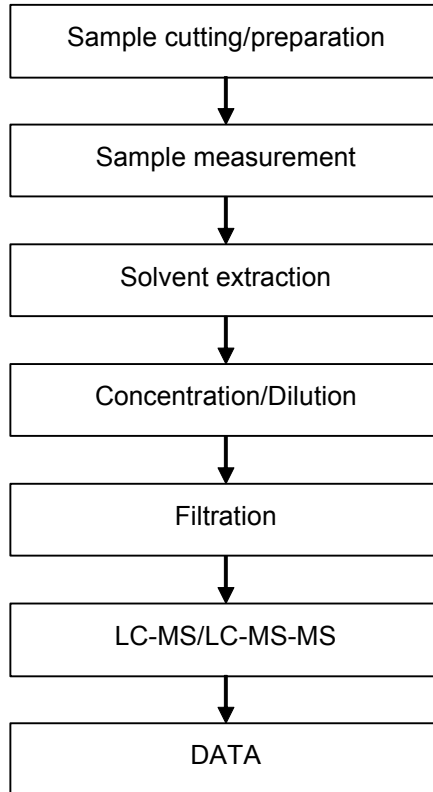 Sample cutting/preparation
Sample measurement
Solvent extraction
Concentration/Dilution
Filtration
LC-MS/LC-MS-MS
DATA